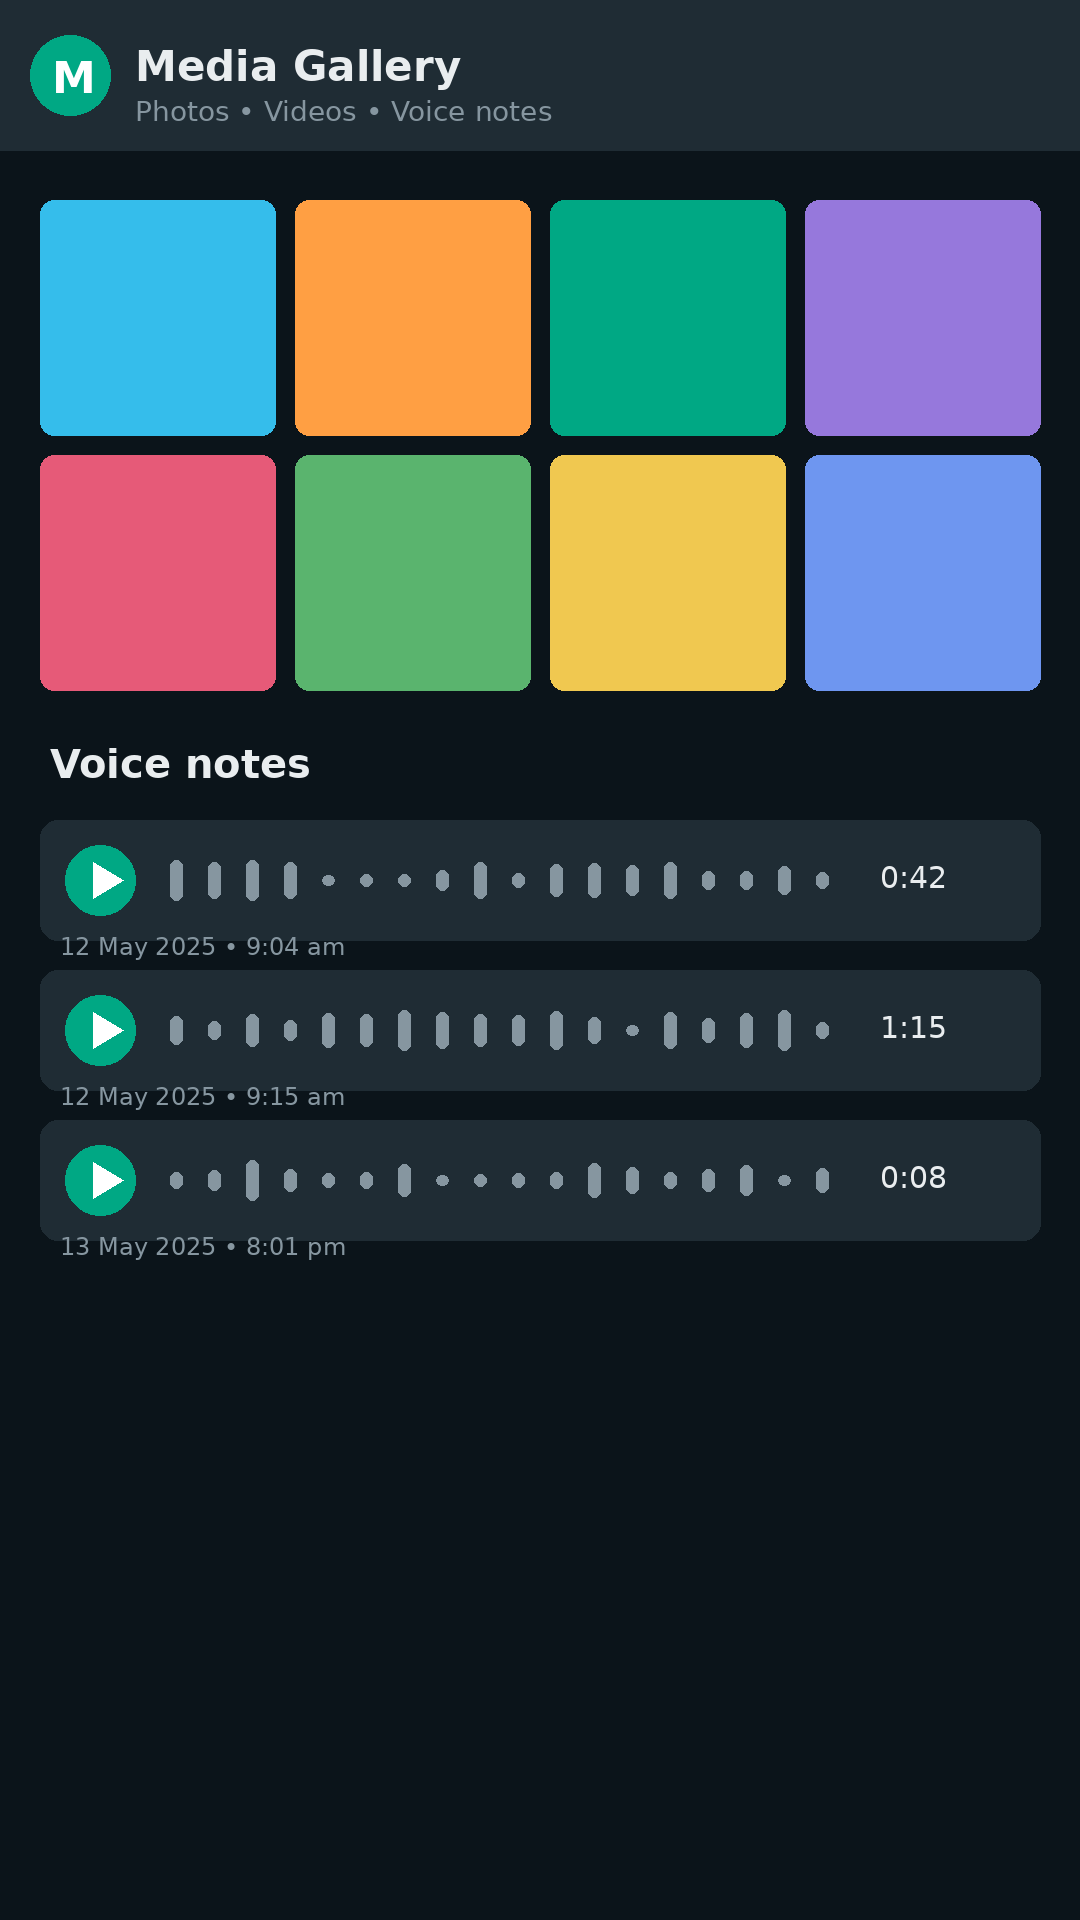 M
Media Gallery
Photos • Videos • Voice notes
Voice notes
0:42
12 May 2025 • 9:04 am
1:15
12 May 2025 • 9:15 am
0:08
13 May 2025 • 8:01 pm